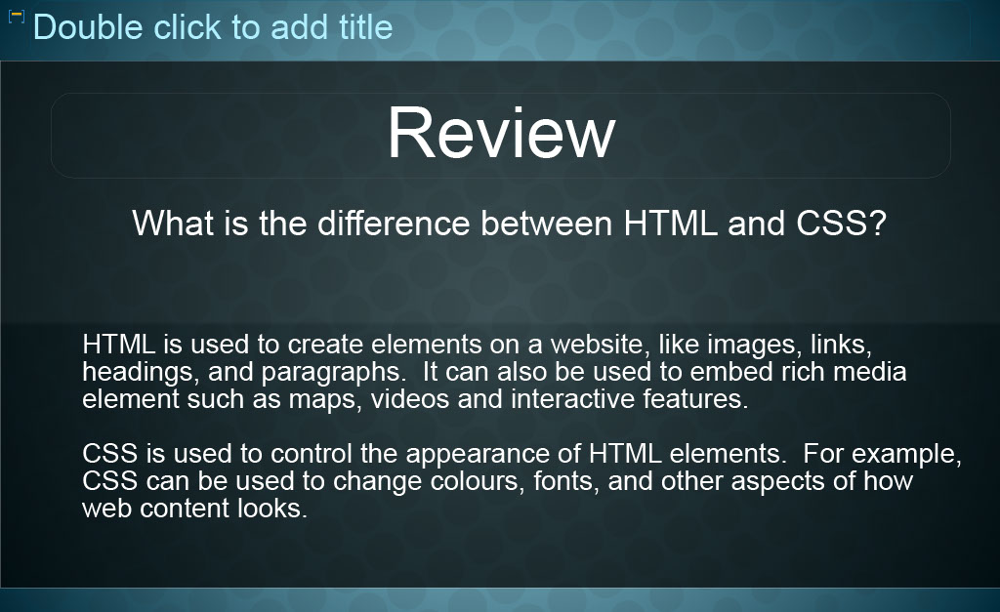 Double click to add title
Review
What is the difference between HTML and CSS?
HTML is used to create elements on a website, like images, links,
headings, and paragraphs.  It can also be used to embed rich media
element such as maps, videos and interactive features.
CSS is used to control the appearance of HTML elements.  For example,
CSS can be used to change colours, fonts, and other aspects of how
web content looks.